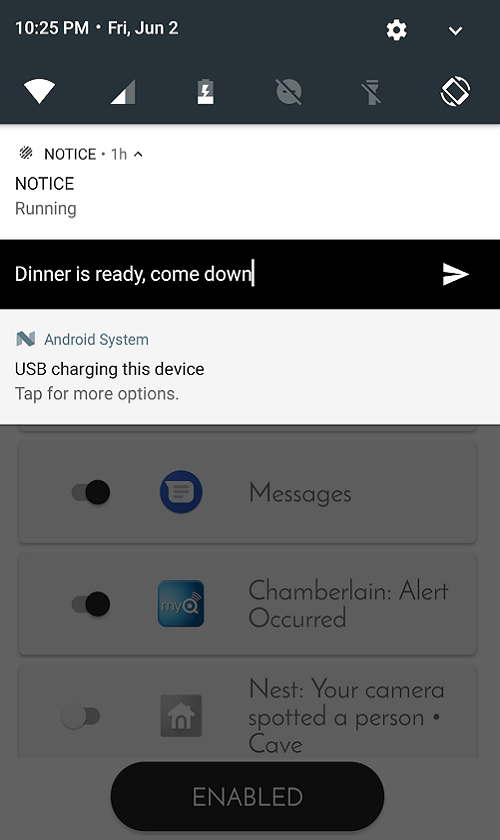 10:25 PM • Fri, Jun 2
NOTICE • 1h
NOTICE
Running
Dinner is ready, come down
Android System
USB charging this device
Tap for more options.
Messages
myQ
Chamberlain: Alert
Occurred
Nest: Your camera
spotted a person •
Cave
ENABLED